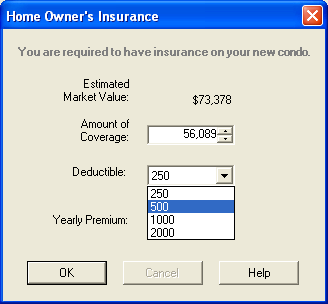 Home Owner's Insurance
You are required to have insurance on your new condo.
Estimated
Market Value:
$73,378
Amount of
Coverage:
56,089
Deductible:
250
250
500
1000
2000
Yearly Premium:
OK
Cancel
Help